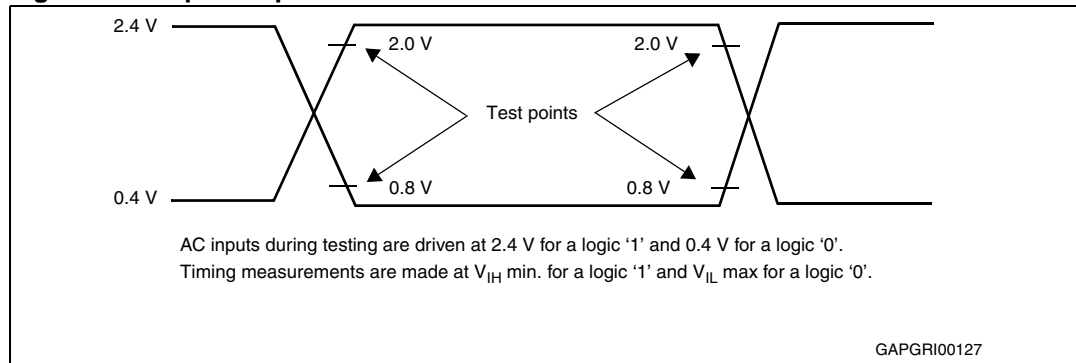 2.4 V
2.0 V
2.0 V
Test points
0.4 V
0.8 V
0.8 V
AC inputs during testing are driven at 2.4 V for a logic ‘1’ and 0.4 V for a logic ‘0’.
Timing measurements are made at VIH min. for a logic ‘1’ and VIL max for a logic ‘0’.
GAPGRI00127